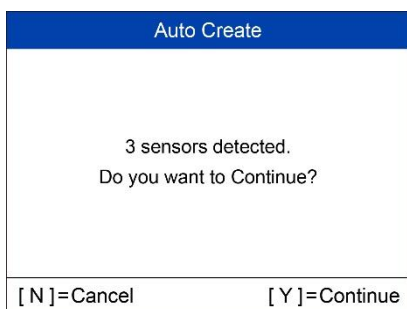 Auto Create
3 sensors detected.
Do you want to Continue?
[ N ]=Cancel [ Y ]=Continue